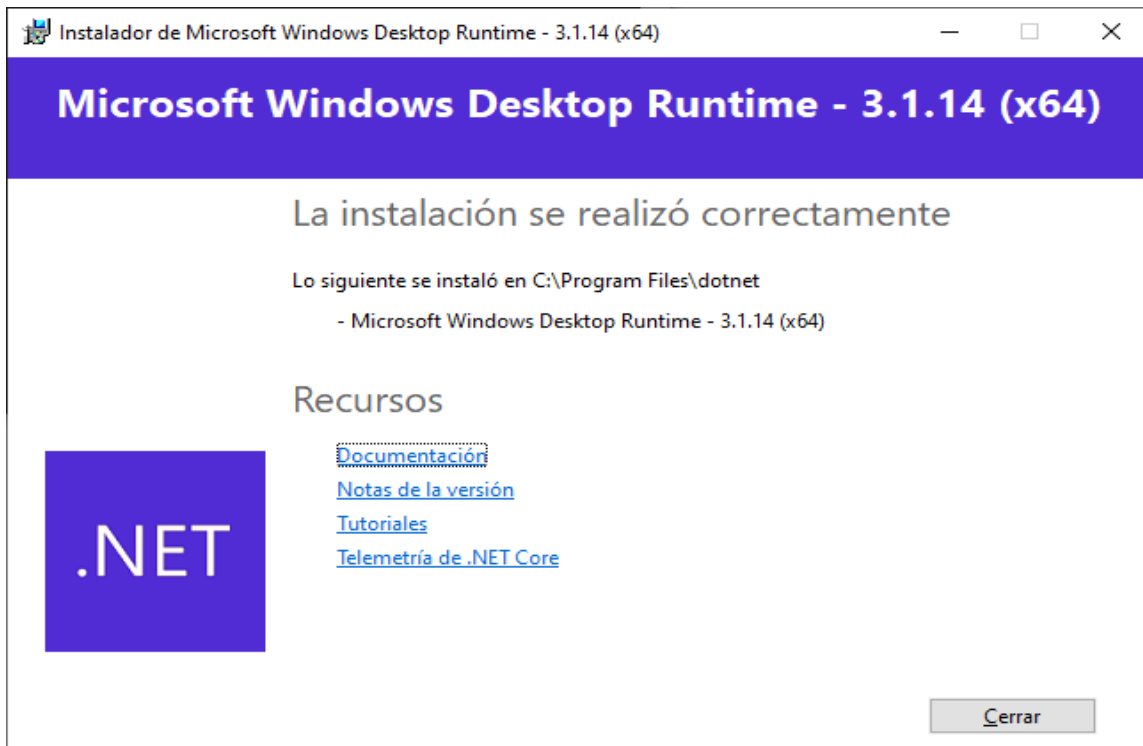 Instalador de Microsoft Windows Desktop Runtime - 3.1.14 (x64)
Microsoft Windows Desktop Runtime - 3.1.14 (x64)
La instalación se realizó correctamente
Lo siguiente se instaló en C:\Program Files\dotnet
- Microsoft Windows Desktop Runtime - 3.1.14 (x64)
Recursos
Documentación
Notas de la versión
Tutoriales
Telemetría de .NET Core
.NET
Cerrar